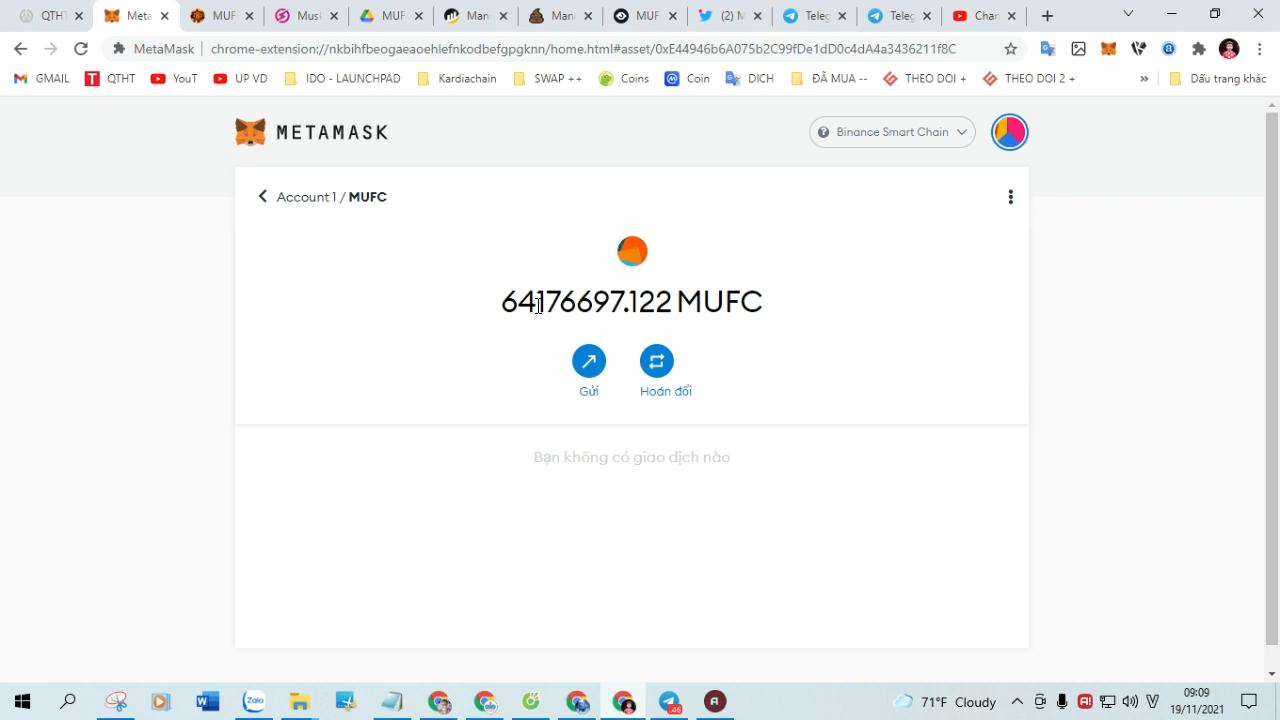 QTHT
Meta
MUF
Musi
MUF
Man
Man
MUF
(2) M
Teleg
Teleg
Chan
MetaMask
chrome-extension://nkbihfbeogaeaoehlefnkodbefgpgknn/home.html#asset/0xE44946b6A075b2C99fDe1dD0c4dA4a3436211f8C
GMAIL
QTHT
YouT
UP VD
IDO - LAUNCHPAD
Kardiachain
SWAP ++
Coins
Coin
DICH
ĐÃ MUA --
THEO DOI +
THEO DOI 2 +
»
Dấu trang khác
METAMASK
Binance Smart Chain
Account 1 / MUFC
64176697.122 MUFC
Gửi
Hoán đổi
Bạn không có giao dịch nào
Zalo
71°F Cloudy
09:09
19/11/2021